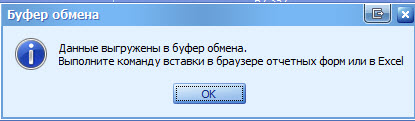 Буфер обмена
Данные выгружены в буфер обмена.
Выполните команду вставки в браузере отчетных форм или в Excel
OK